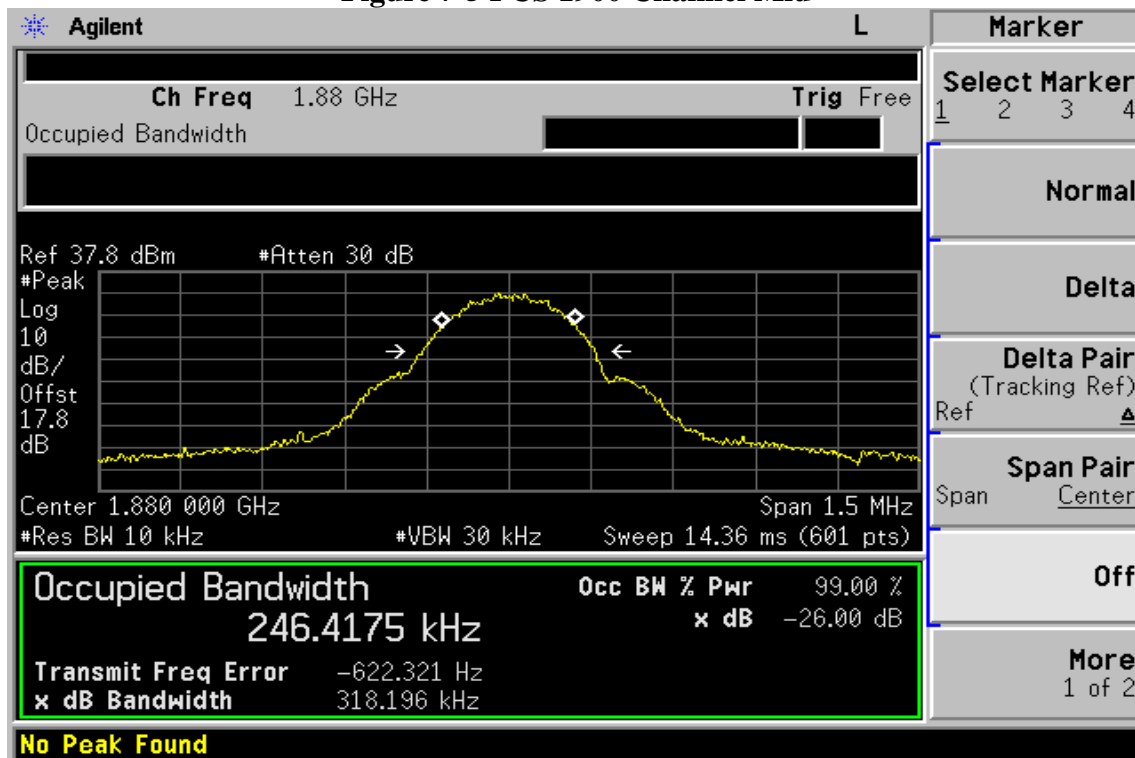 Agilent L
Ch Freq 1.88 GHz Trig Free
Occupied Bandwidth
Ref 37.8 dBm #Atten 30 dB
#Peak
Log
10
dB/
Offst
17.8
dB
Center 1.880 000 GHz Span 1.5 MHz
#Res BW 10 kHz #VBW 30 kHz Sweep 14.36 ms (601 pts)
Occupied Bandwidth
246.4175 kHz
Occ BW % Pwr 99.00 %
x dB -26.00 dB
Transmit Freq Error -622.321 Hz
x dB Bandwidth 318.196 kHz
No Peak Found
Marker
Select Marker
1 2 3 4
Normal
Delta
Delta Pair
(Tracking Ref)
Ref Δ
Span Pair
Span Center
Off
More
1 of 2